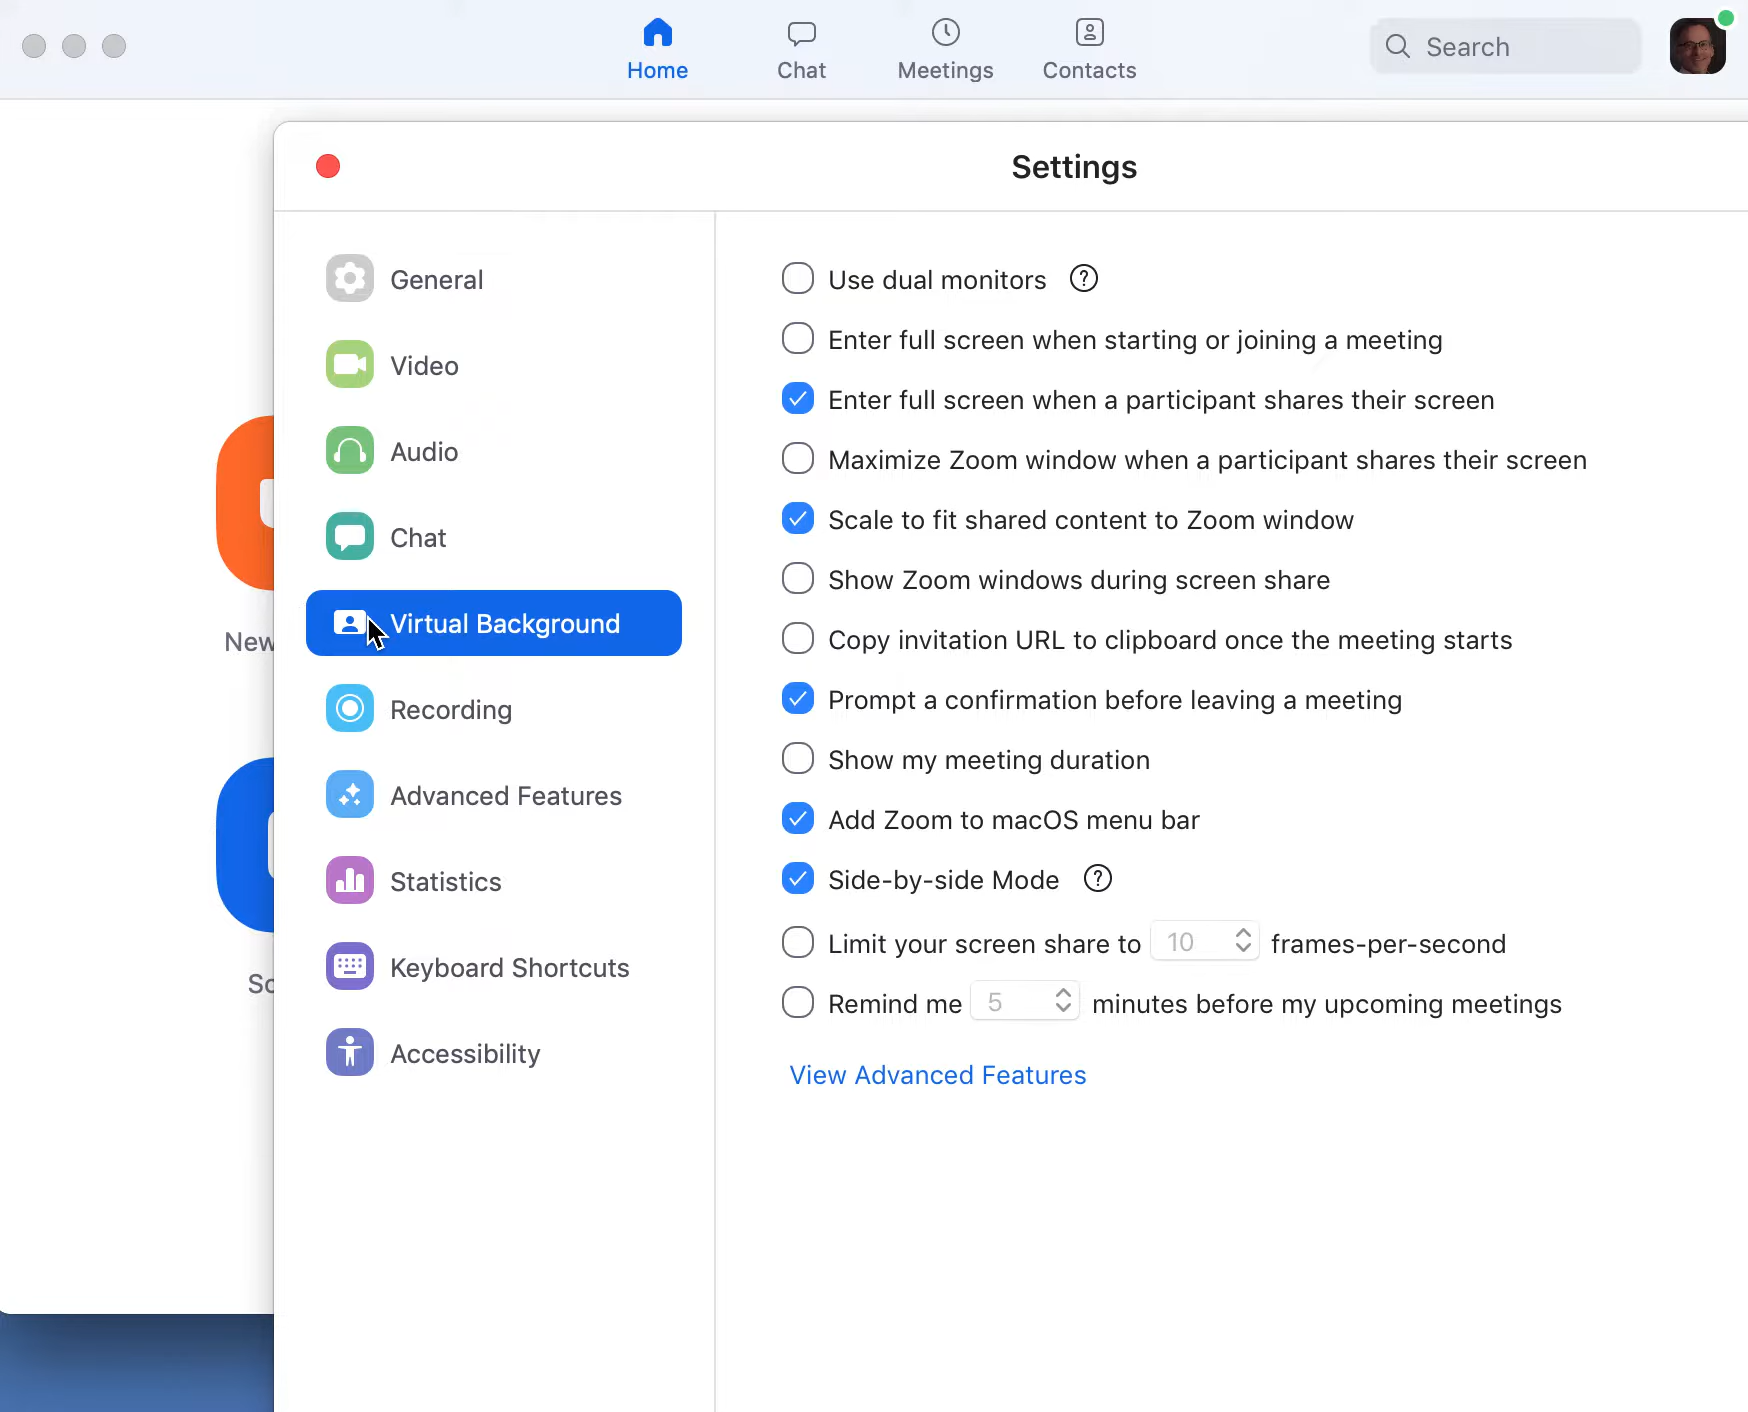 Home
Chat
Meetings
Contacts
Search
Settings
General
Video
Audio
Chat
Virtual Background
Recording
Advanced Features
Statistics
Keyboard Shortcuts
Accessibility
Use dual monitors ?
Enter full screen when starting or joining a meeting
Enter full screen when a participant shares their screen
Maximize Zoom window when a participant shares their screen
Scale to fit shared content to Zoom window
Show Zoom windows during screen share
Copy invitation URL to clipboard once the meeting starts
Prompt a confirmation before leaving a meeting
Show my meeting duration
Add Zoom to macOS menu bar
Side-by-side Mode ?
Limit your screen share to 10 frames-per-second
Remind me 5 minutes before my upcoming meetings
View Advanced Features
New
Sc